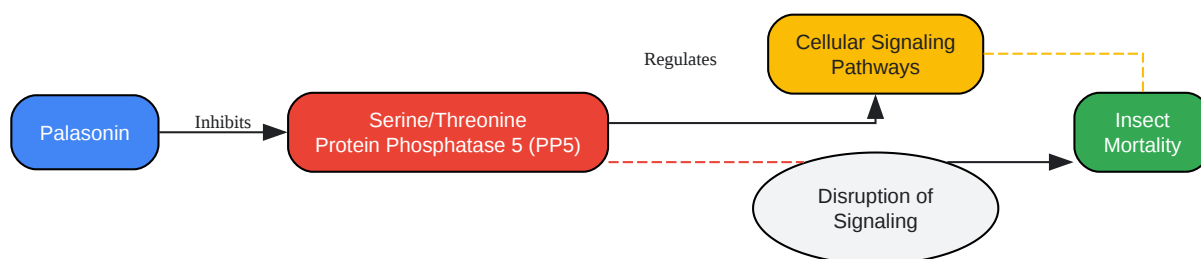 Palasonin
Inhibits
Serine/Threonine
Protein Phosphatase 5 (PP5)
Regulates
Cellular Signaling
Pathways
Disruption of
Signaling
Insect
Mortality